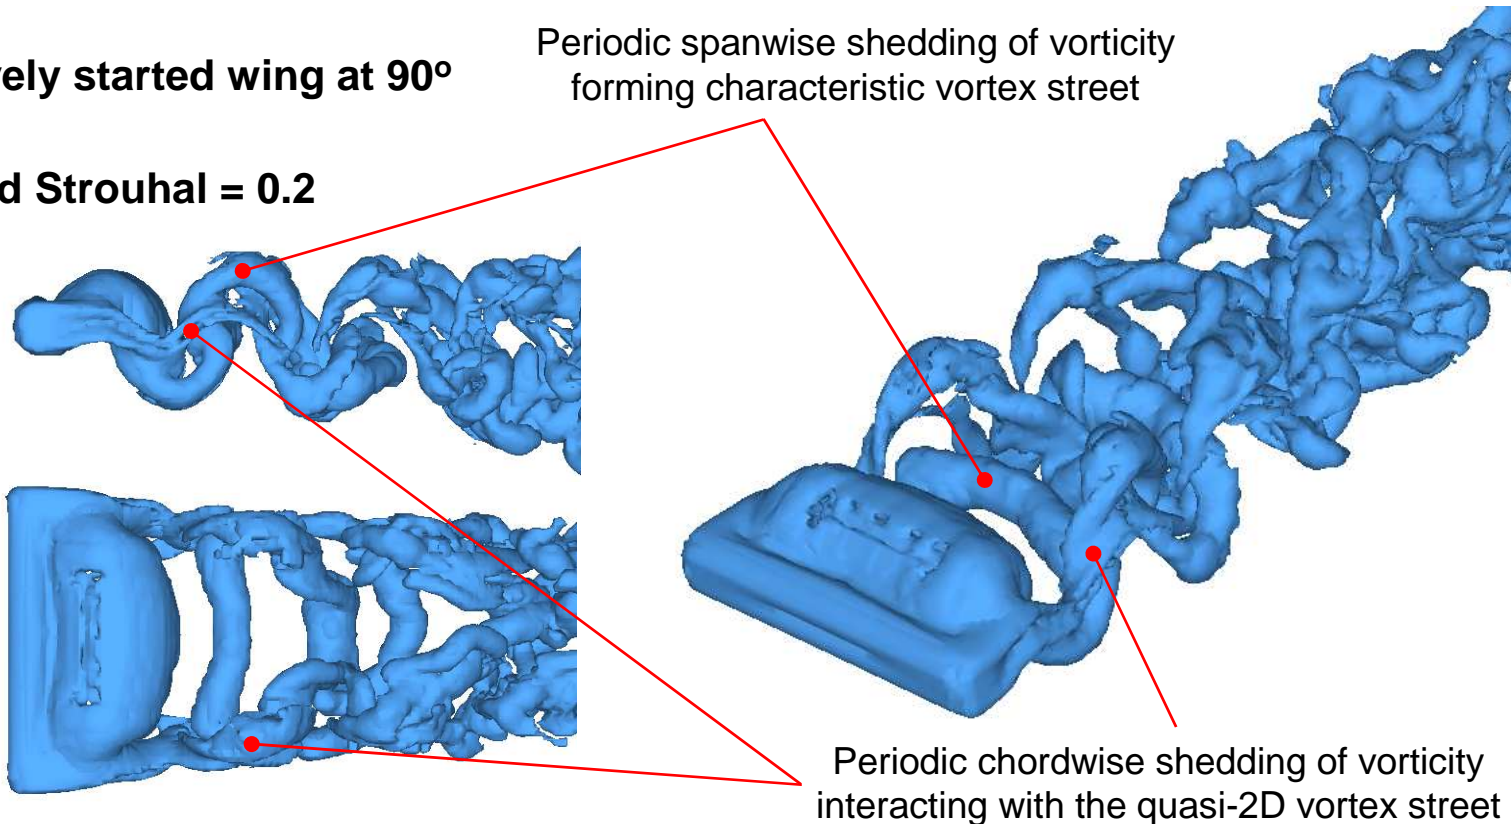 vely started wing at 90º
d Strouhal = 0.2
Periodic spanwise shedding of vorticity
forming characteristic vortex street
Periodic chordwise shedding of vorticity
interacting with the quasi-2D vortex street